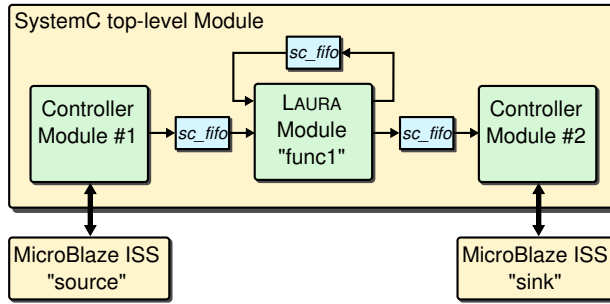 SystemC top-level Module
sc_fifo
Controller
Module #1
sc_fifo
LAURA
Module
"func1"
sc_fifo
Controller
Module #2
MicroBlaze ISS
"source"
MicroBlaze ISS
"sink"